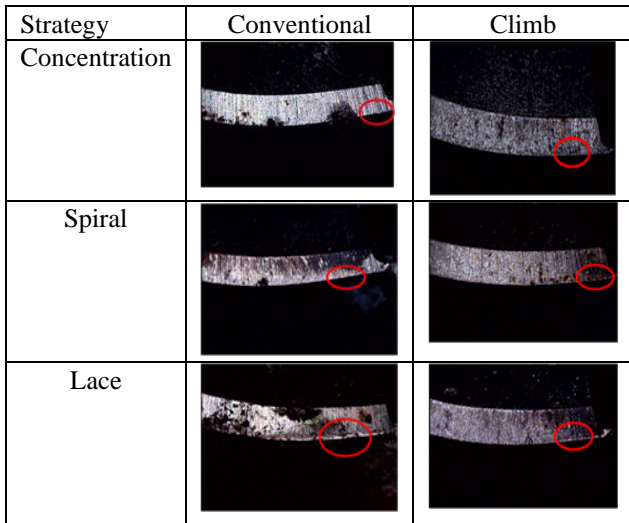 Strategy Conventional Climb
Concentration
Spiral
Lace